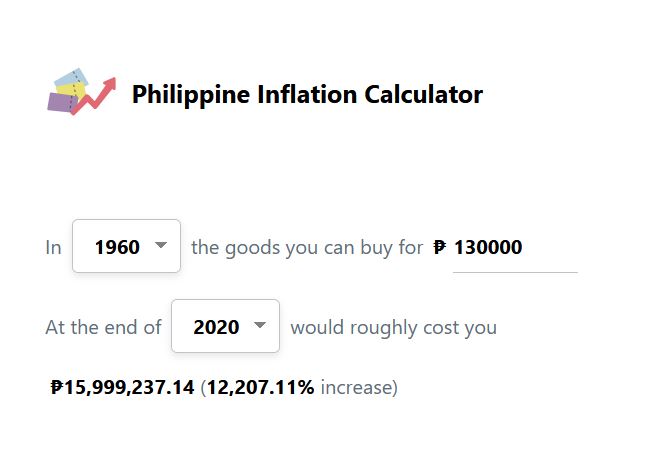 Philippine Inflation Calculator
In 1960 the goods you can buy for ₱ 130000
At the end of 2020 would roughly cost you
₱15,999,237.14 (12,207.11% increase)